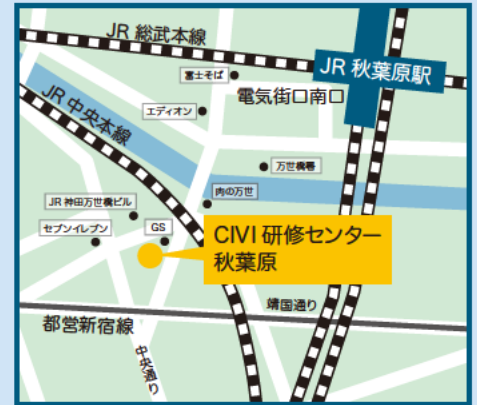 JR 総武本線
JR 秋葉原駅
富士そば
電気街口南口
エディオン
JR 中央本線
万世橋署
肉の万世
JR 神田万世橋ビル
GS
セブンイレブン
CIVI 研修センター
秋葉原
靖国通り
都営新宿線
中央通り